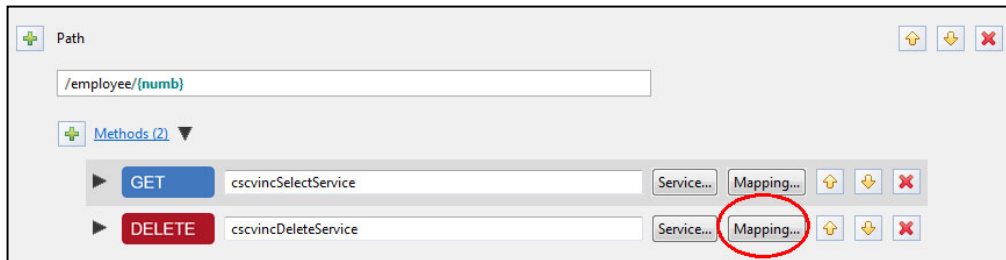 Path
/employee/{numb}
Methods (2)
GET cscvincSelectService Service... Mapping...
DELETE cscvincDeleteService Service... Mapping...